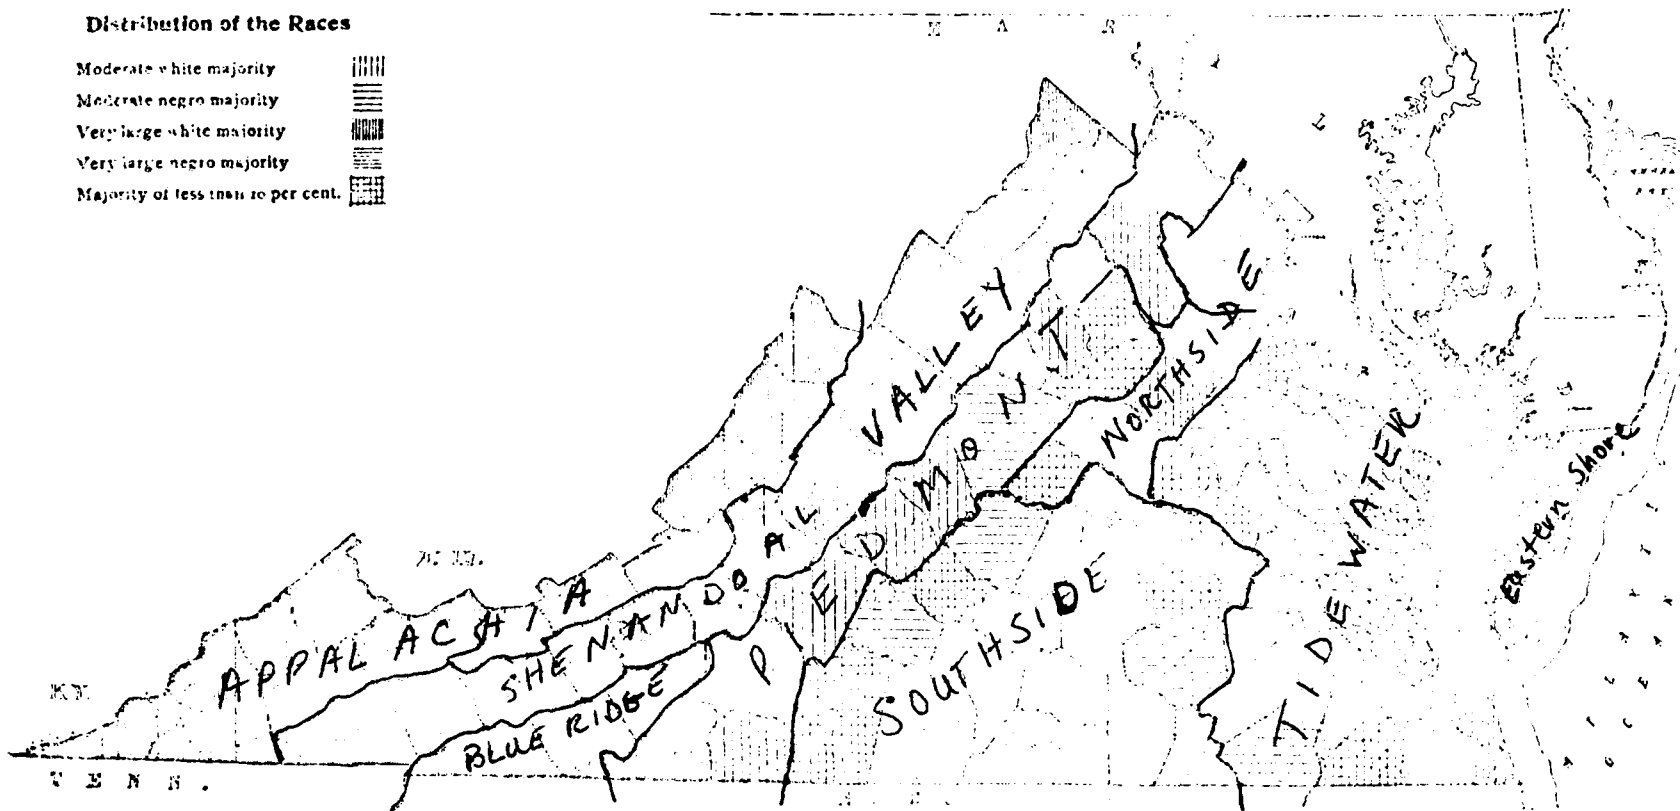 Distribution of the Races
Moderate white majority
Moderate negro majority
Very large white majority
Very large negro majority
Majority of less than 10 per cent.
M A R
L
VALLEY
PIEDMONT
NORTHSIDE
TIDEWATER
Eastern Shore
APPALACHIA
SHENANDOAH
BLUE RIDGE
SOUTHSIDE
KY.
TENN.